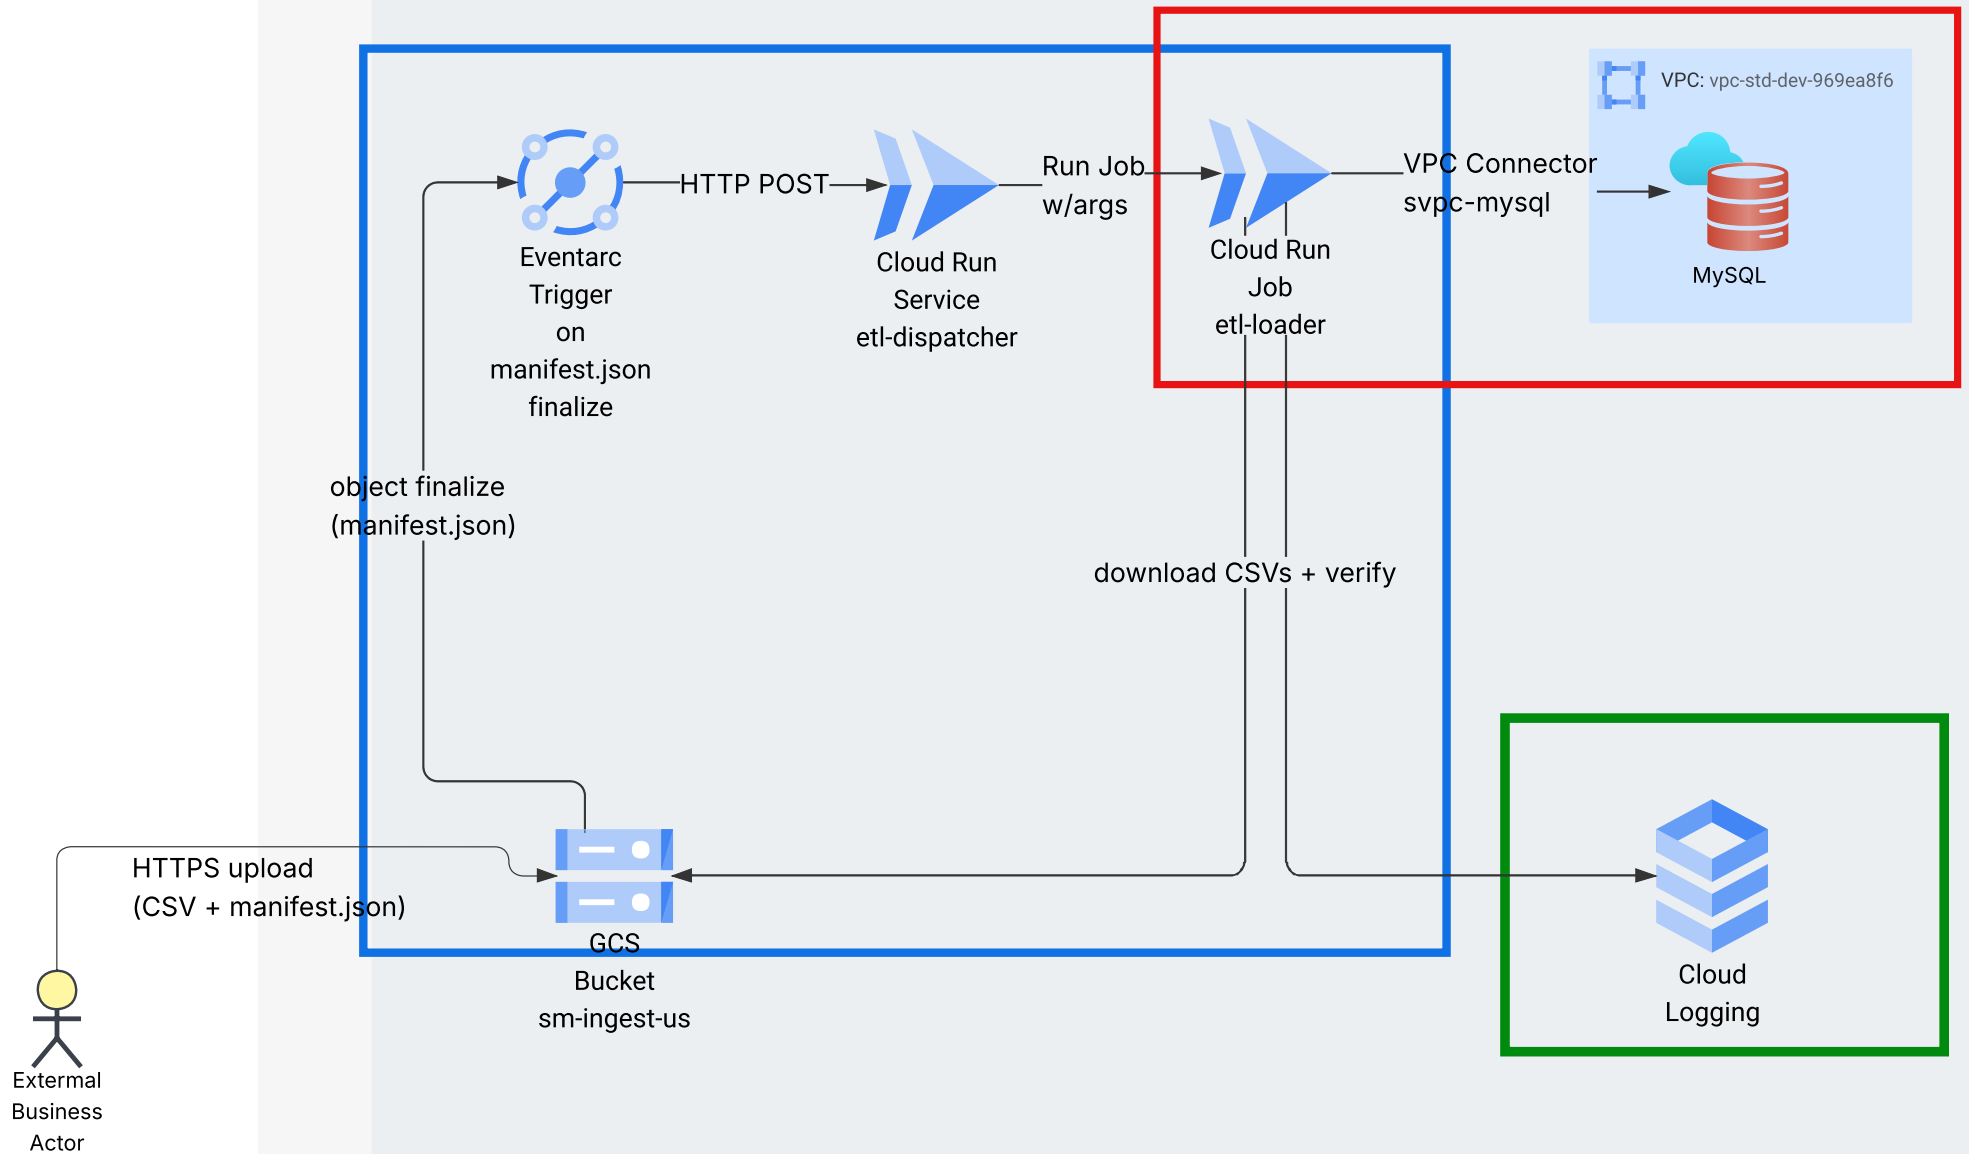 VPC: vpc-std-dev-969ea8f6
HTTP POST
Run Job
w/args
VPC Connector
svpc-mysql
Eventarc
Trigger
on
manifest.json
finalize
Cloud Run
Service
etl-dispatcher
Cloud Run
Job
etl-loader
MySQL
object finalize
(manifest.json)
download CSVs + verify
HTTPS upload
(CSV + manifest.json)
GCS
Bucket
sm-ingest-us
Cloud
Logging
Extermal
Business
Actor